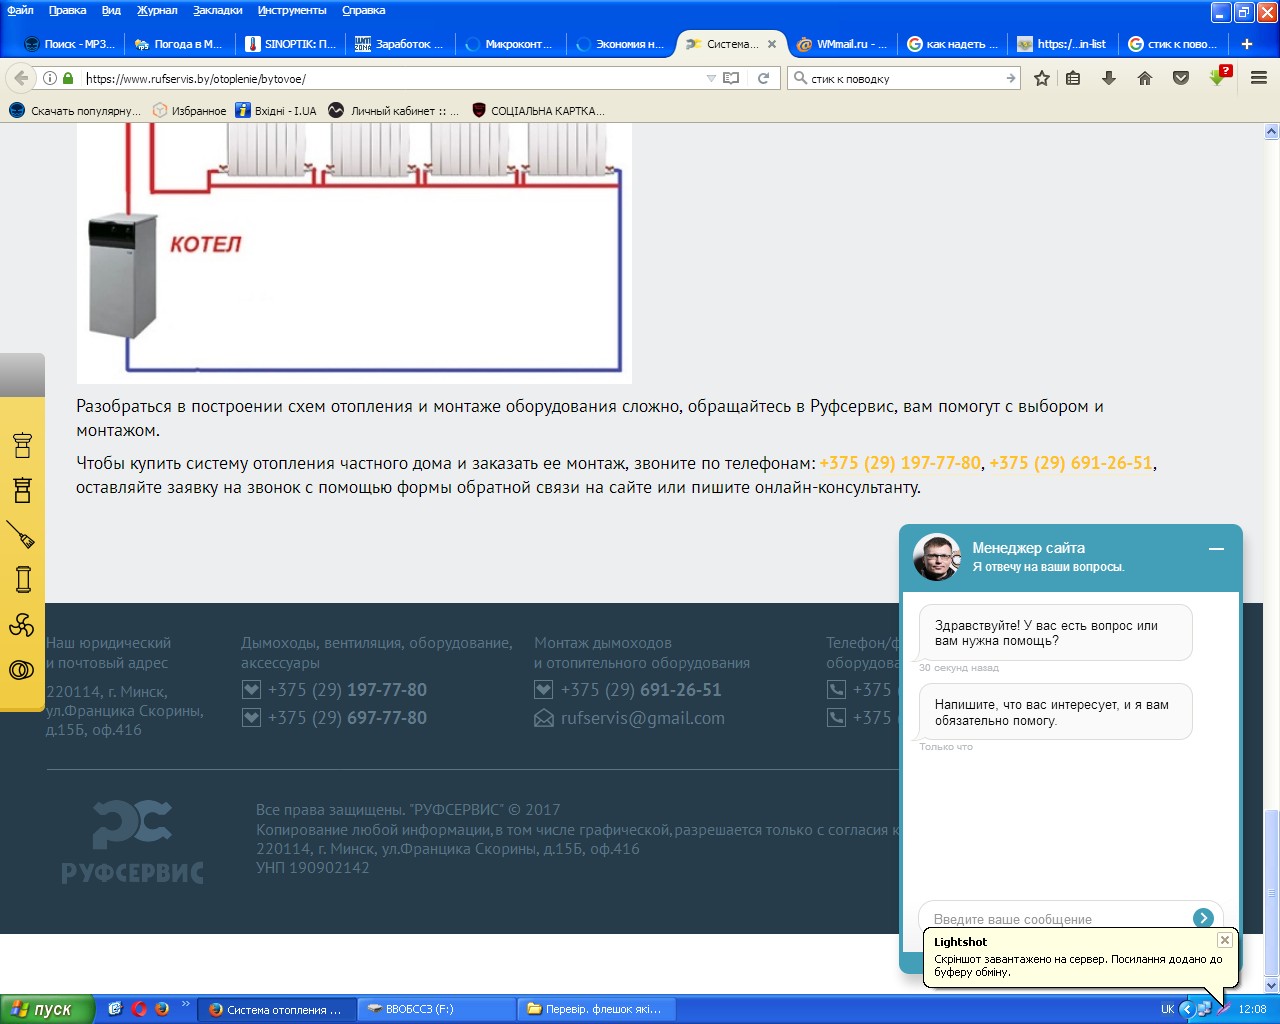 Файл Правка Вид Журнал Закладки Инструменты Справка
Поиск - MP3... Погода в М... SINOPTIK: П... Заработок ... Микроконт... Экономия н... Система... WMmail.ru - ... как надеть ... https:/...in-list стик к пово...
https://www.rufservis.by/otoplenie/bytovoe/ стик к поводку
Скачать популярну... Избранное Вхідні - I.UA Личный кабинет :: ... СОЦІАЛЬНА КАРТКА...
КОТЕЛ
Разобраться в построении схем отопления и монтаже оборудования сложно, обращайтесь в Руфсервис, вам помогут с выбором и
монтажом.
Чтобы купить систему отопления частного дома и заказать ее монтаж, звоните по телефонам: +375 (29) 197-77-80, +375 (29) 691-26-51,
оставляйте заявку на звонок с помощью формы обратной связи на сайте или пишите онлайн-консультанту.
Наш юридический
и почтовый адрес
220114, г. Минск,
ул.Франциска Скорины,
д.15Б, оф.416
Дымоходы, вентиляция, оборудование,
аксессуары
+375 (29) 197-77-80
+375 (29) 697-77-80
Монтаж дымоходов
и отопительного оборудования
+375 (29) 691-26-51
rufservis@gmail.com
Телефон/ф
оборудова
+375 (
+375 (
РУФСЕРВИС
Все права защищены. "РУФСЕРВИС" © 2017
Копирование любой информации, в том числе графической, разрешается только с согласия к
220114, г. Минск, ул.Франциска Скорины, д.15Б, оф.416
УНП 190902142
Менеджер сайта
Я отвечу на ваши вопросы.
Здравствуйте! У вас есть вопрос или
вам нужна помощь?
30 секунд назад
Напишите, что вас интересует, и я вам
обязательно помогу.
Только что
Введите ваше сообщение
Lightshot
Скріншот завантажено на сервер. Посилання додано до
буферу обміну.
пуск Система отопления ... ВВОБССЗ (F:) Перевір. флешок які... UK 12:08